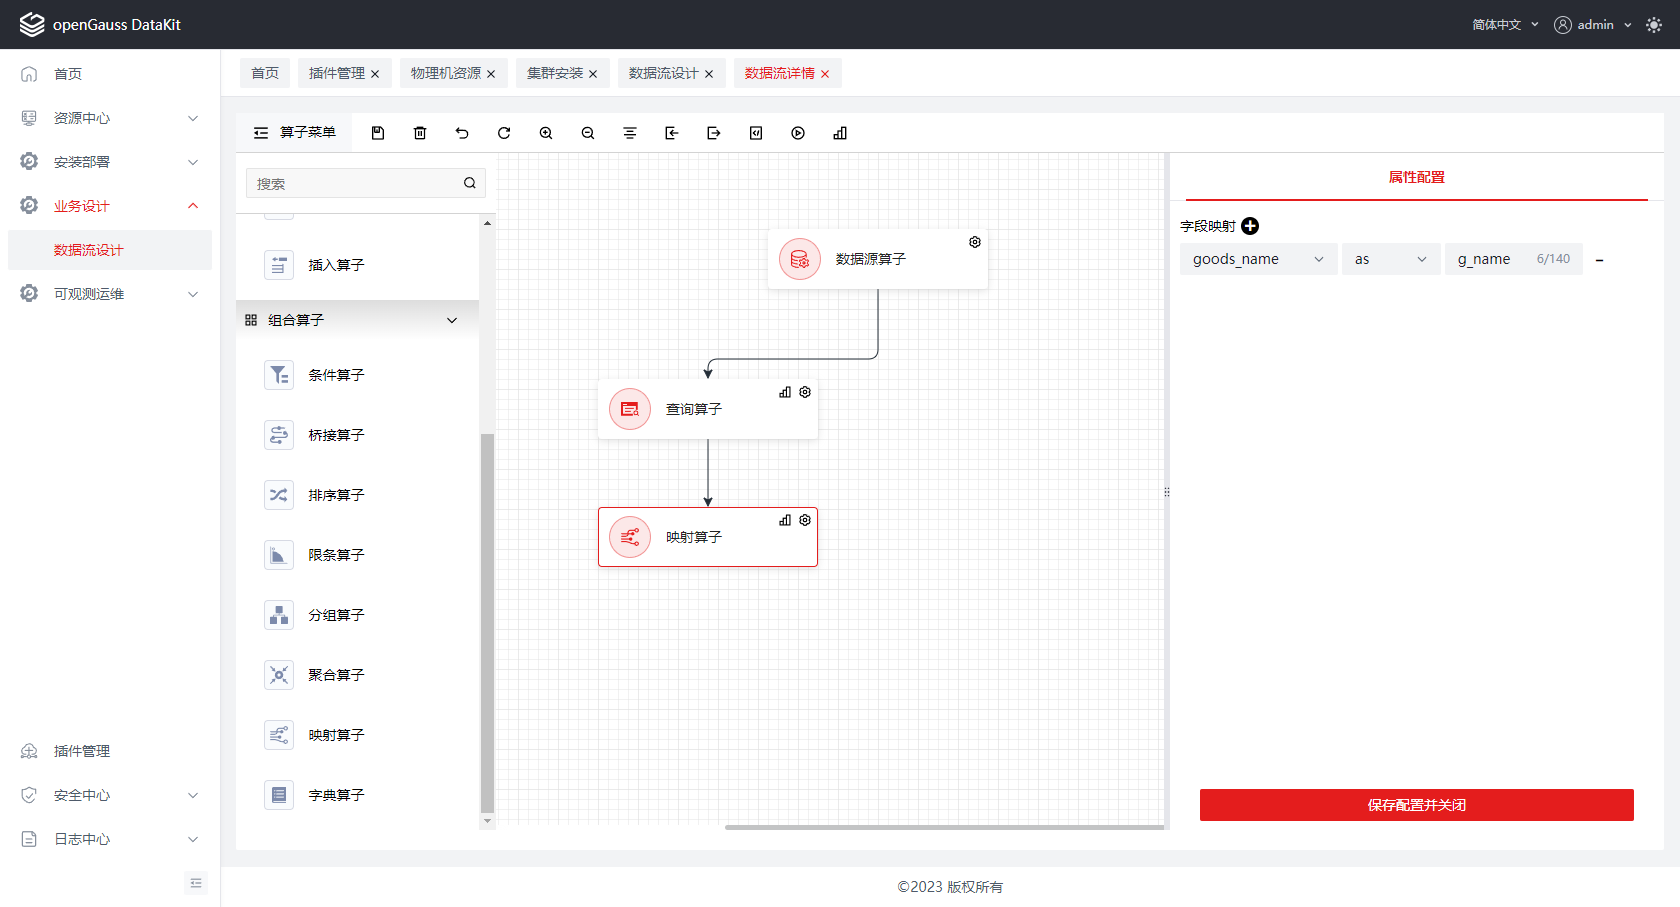 openGauss DataKit
简体中文
admin
首页
资源中心
安装部署
业务设计
数据流设计
可观测运维
插件管理
安全中心
日志中心
首页
插件管理
物理机资源
集群安装
数据流设计
数据流详情
算子菜单
搜索
插入算子
组合算子
条件算子
桥接算子
排序算子
限条算子
分组算子
聚合算子
映射算子
字典算子
数据源算子
查询算子
映射算子
属性配置
字段映射
goods_name as g_name 6/140
保存配置并关闭
©2023 版权所有